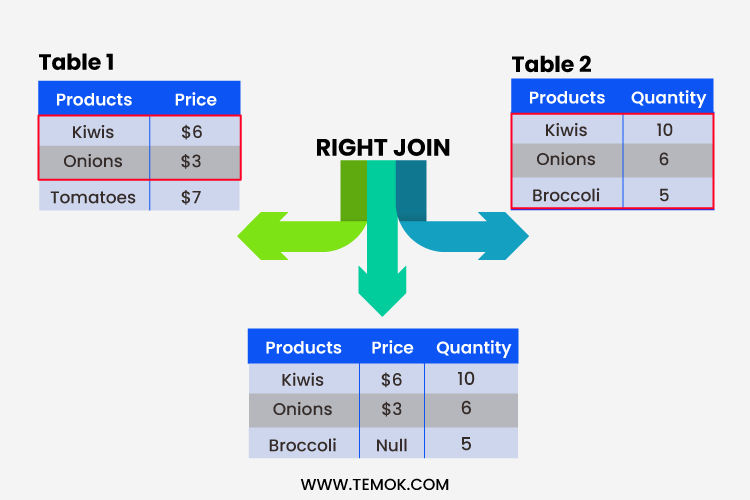 Table 1
Products Price
Kiwis $6
Onions $3
Tomatoes $7
Table 2
Products Quantity
Kiwis 10
Onions 6
Broccoli 5
RIGHT JOIN
Products Price Quantity
Kiwis $6 10
Onions $3 6
Broccoli Null 5
WWW.TEMOK.COM